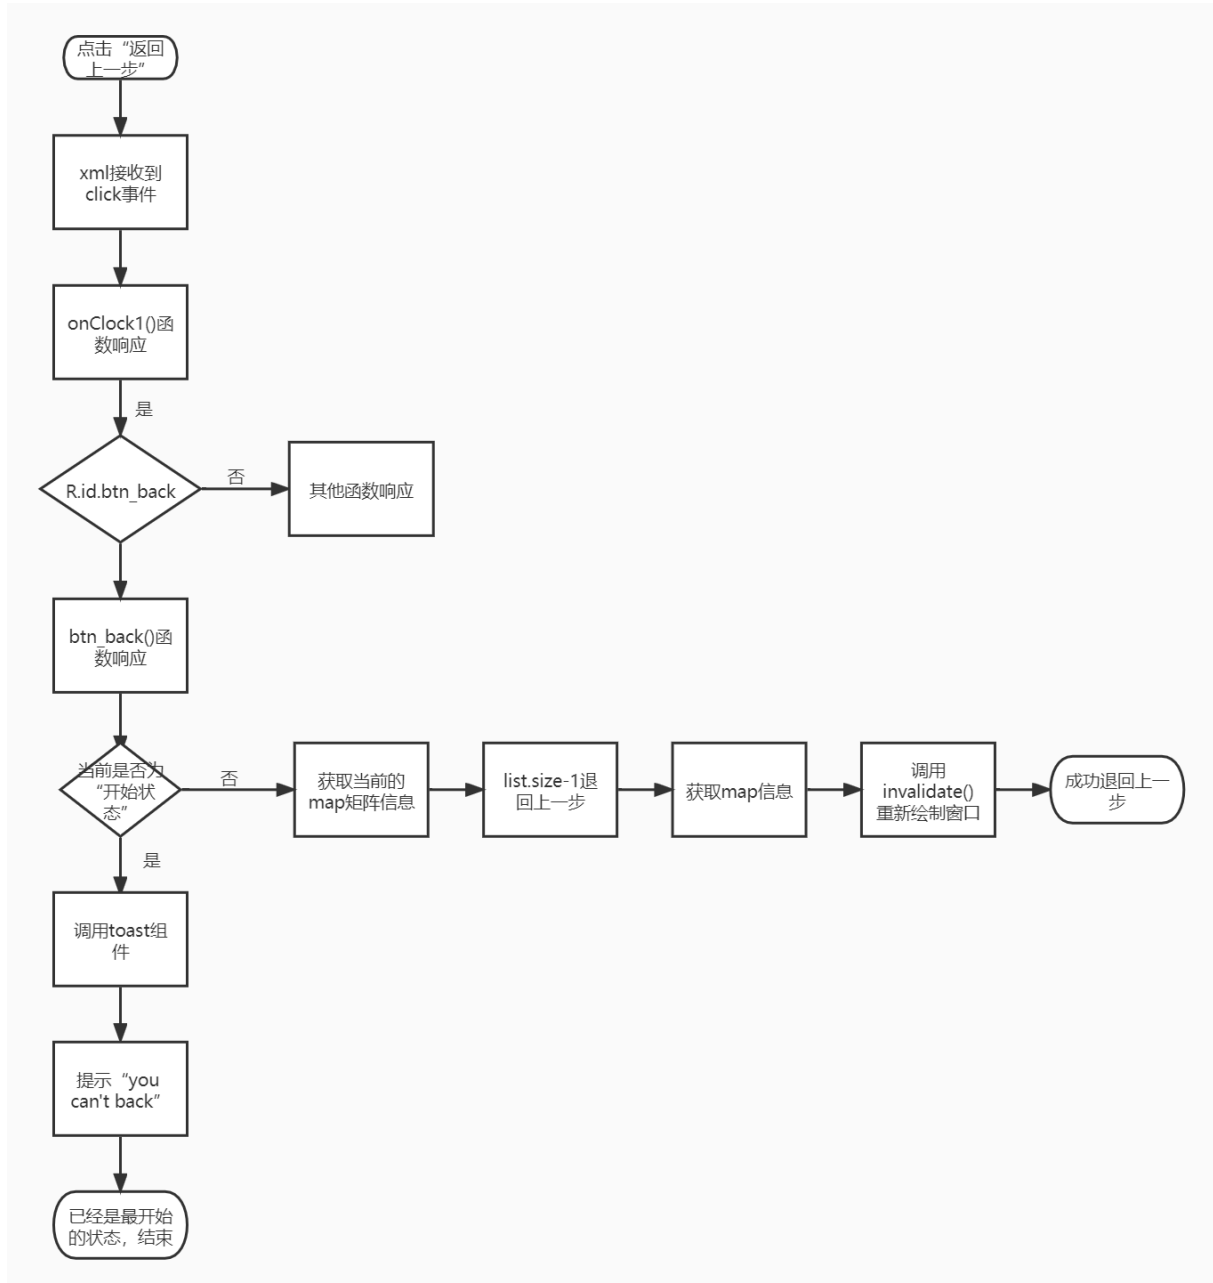 点击“返回
上一步”
xml接收到
click事件
onClock1()函
数响应
是
R.id.btn_back
否
其他函数响应
btn_back()函
数响应
当前是否为
“开始状
态”
否
获取当前的
map矩阵信息
list.size-1退
回上一步
获取map信息
调用
invalidate()
重新绘制窗口
成功退回上一
步
是
调用toast组
件
提示“you
can't back”
已经是最开始
的状态，结束